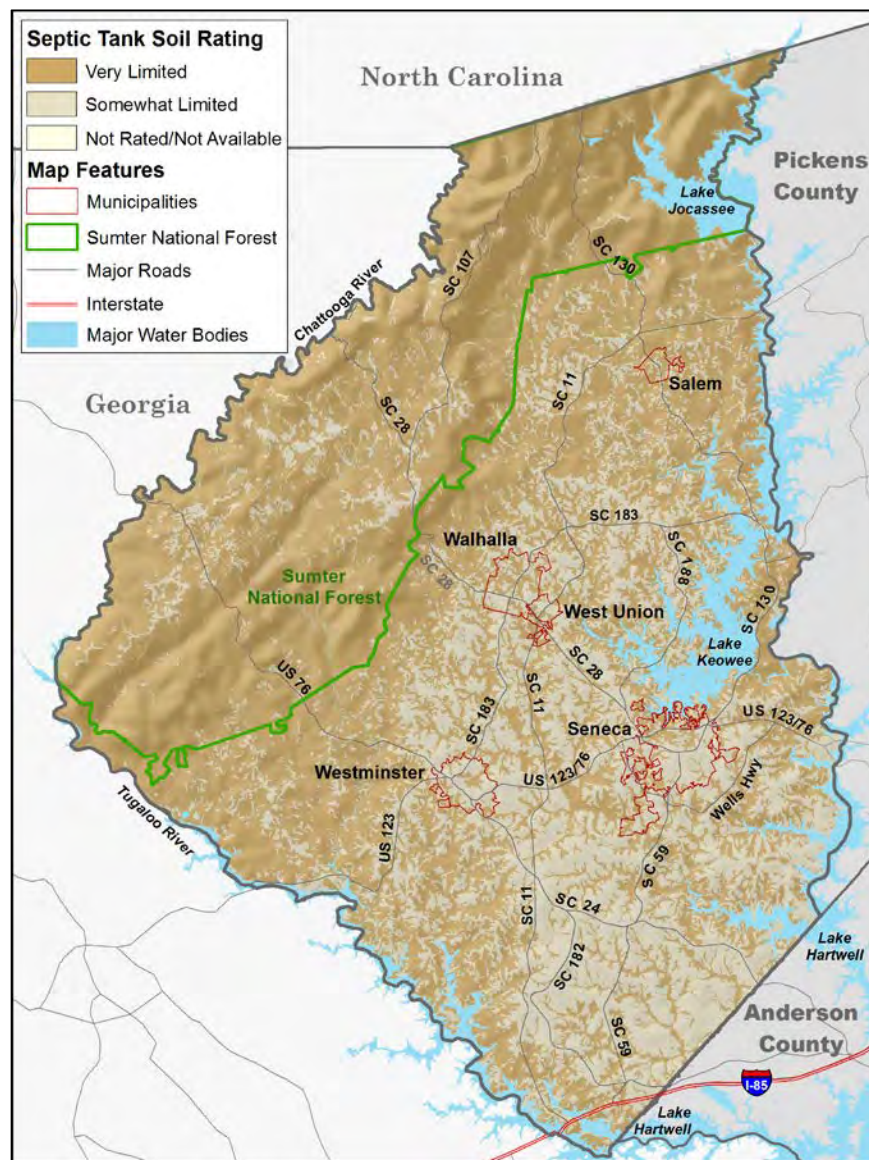 Septic Tank Soil Rating
Very Limited
Somewhat Limited
Not Rated/Not Available
Map Features
Municipalities
Sumter National Forest
Major Roads
Interstate
Major Water Bodies
North Carolina
Pickens
County
Lake
Jocassee
SC 130
SC 107
Chattooga River
SC 11
Salem
Georgia
SC 28
SC 183
Walhalla
SC 188
SC 28
Sumter
National Forest
West Union
SC 130
Lake
Keowee
SC 28
US 76
SC 11
SC 183
Seneca
US 123/76
Westminster
US 123/76
Wells Hwy
Tugaloo River
US 123
SC 59
SC 11
SC 24
SC 182
Lake
Hartwell
SC 59
Anderson
County
I-85
Lake
Hartwell